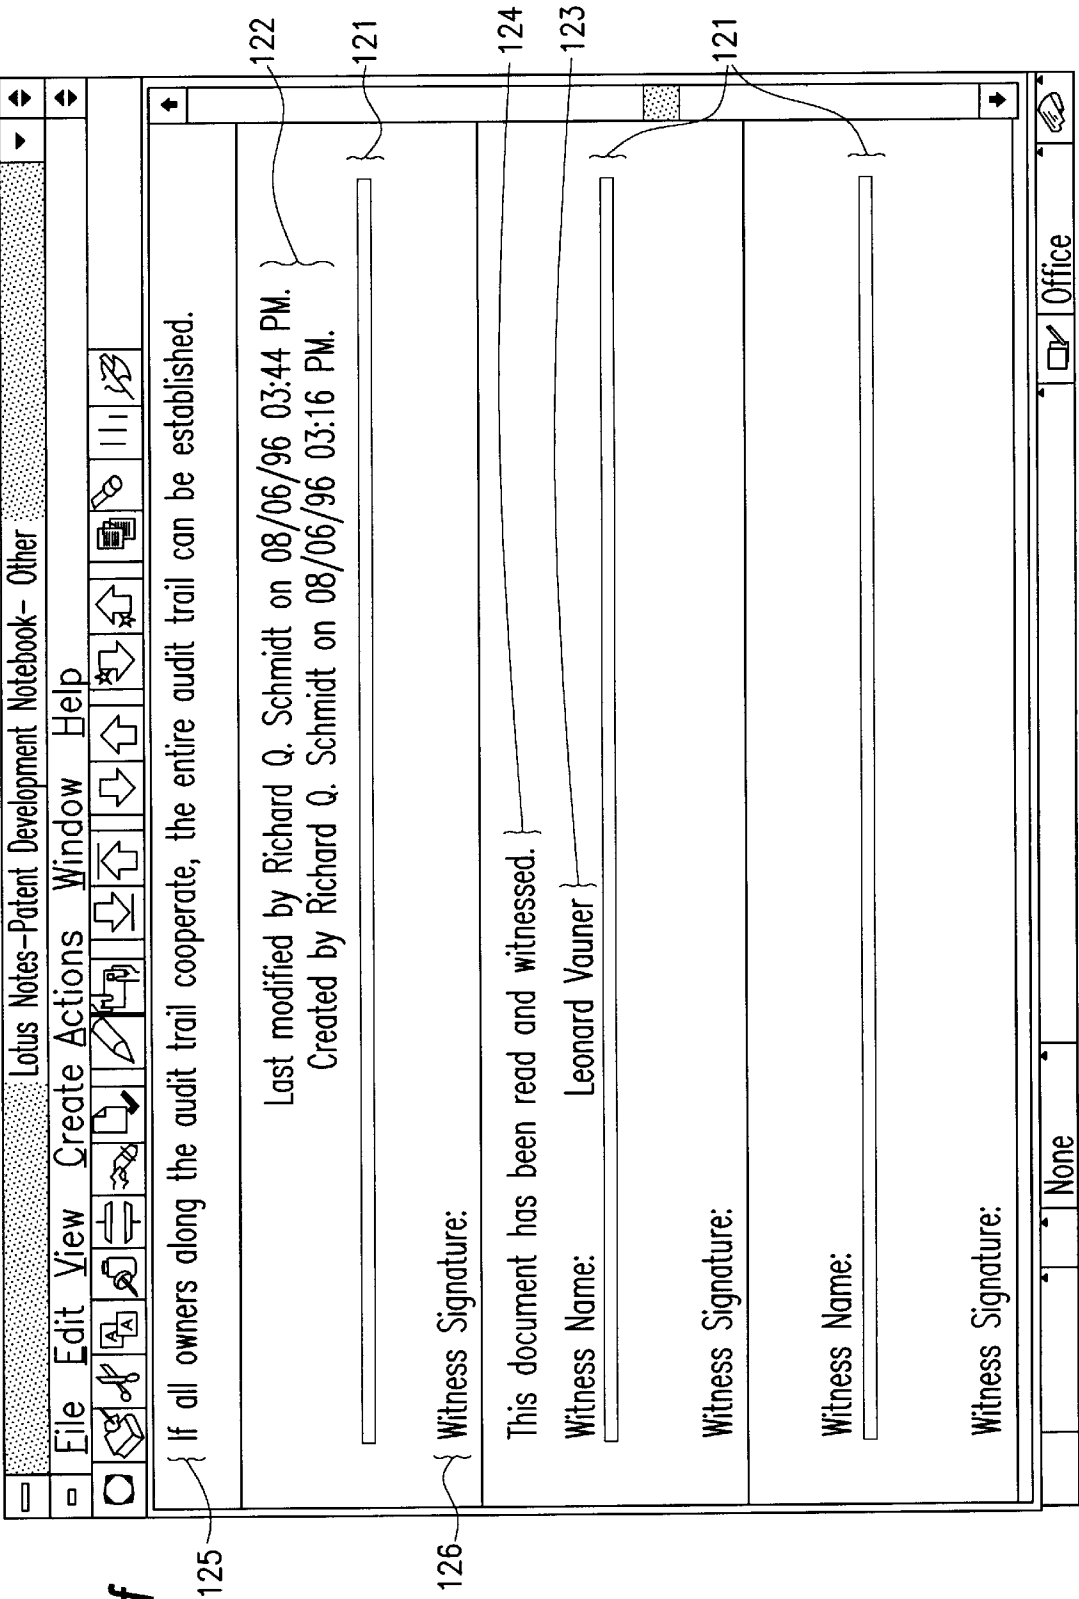 Lotus Notes-Patent Development Notebook- Other
File Edit View Create Actions Window Help
125
If all owners along the audit trail cooperate, the entire audit trail can be established.
Last modified by Richard Q. Schmidt on 08/06/96 03:44 PM.
122
Created by Richard Q. Schmidt on 08/06/96 03:16 PM.
121
126
Witness Signature:
This document has been read and witnessed.
124
Witness Name: Leonard Vauner
123
121
Witness Signature:
Witness Name:
Witness Signature:
None Office
f